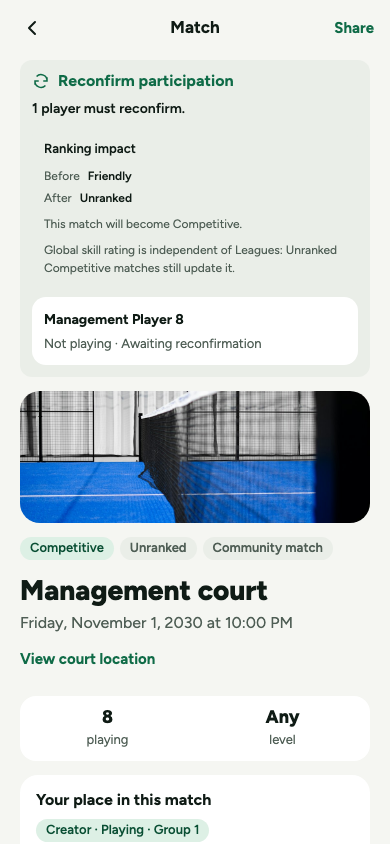 Match
Share
Reconfirm participation
1 player must reconfirm.
Ranking impact
Before Friendly
After Unranked
This match will become Competitive.
Global skill rating is independent of Leagues: Unranked
Competitive matches still update it.
Management Player 8
Not playing · Awaiting reconfirmation
Competitive
Unranked
Community match
Management court
Friday, November 1, 2030 at 10:00 PM
View court location
8
playing
Any
level
Your place in this match
Creator · Playing · Group 1